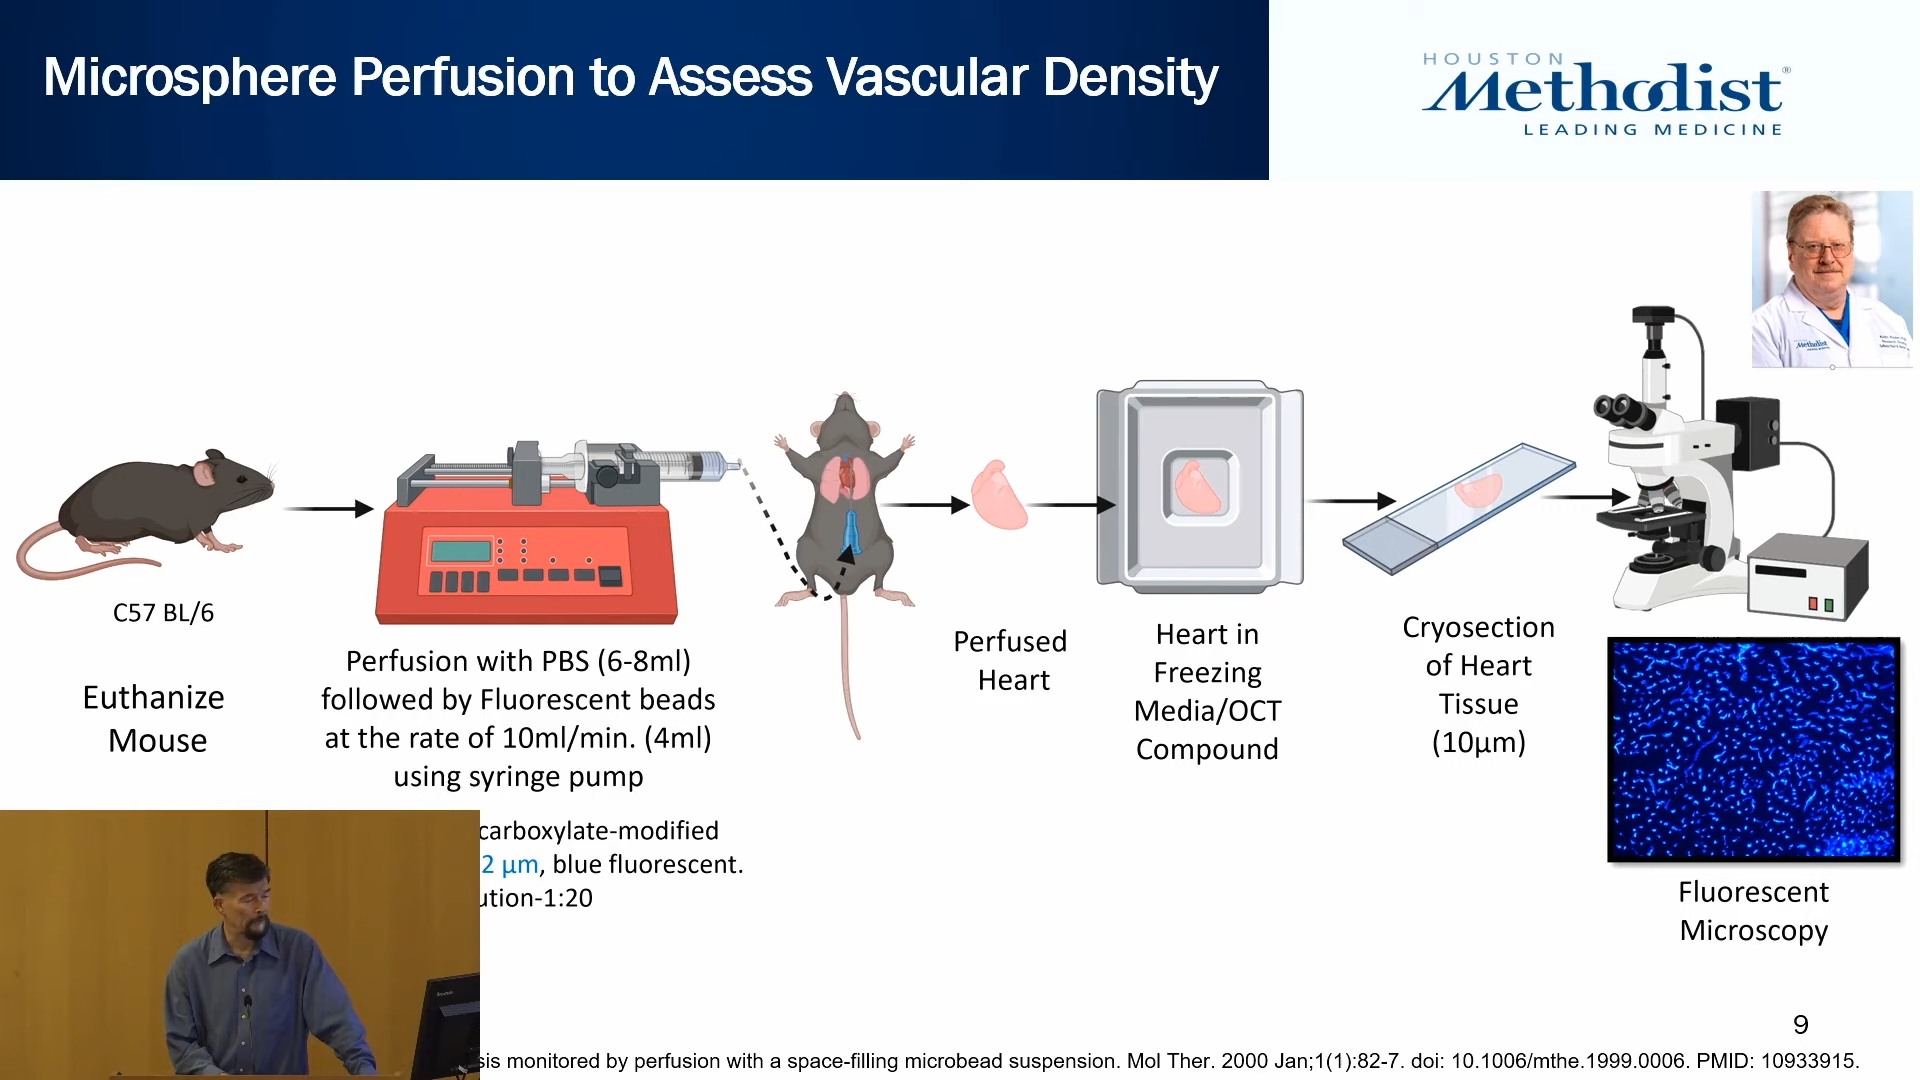 Microsphere Perfusion to Assess Vascular Density
HOUSTON
Methodist®
LEADING MEDICINE
Methodist
C57 BL/6
Euthanize
Mouse
Perfusion with PBS (6-8ml)
followed by Fluorescent beads
at the rate of 10ml/min. (4ml)
using syringe pump
carboxylate-modified
2 µm, blue fluorescent.
ution-1:20
Perfused
Heart
Heart in
Freezing
Media/OCT
Compound
Cryosection
of Heart
Tissue
(10µm)
Fluorescent
Microscopy
9
sis monitored by perfusion with a space-filling microbead suspension. Mol Ther. 2000 Jan;1(1):82-7. doi: 10.1006/mthe.1999.0006. PMID: 10933915.